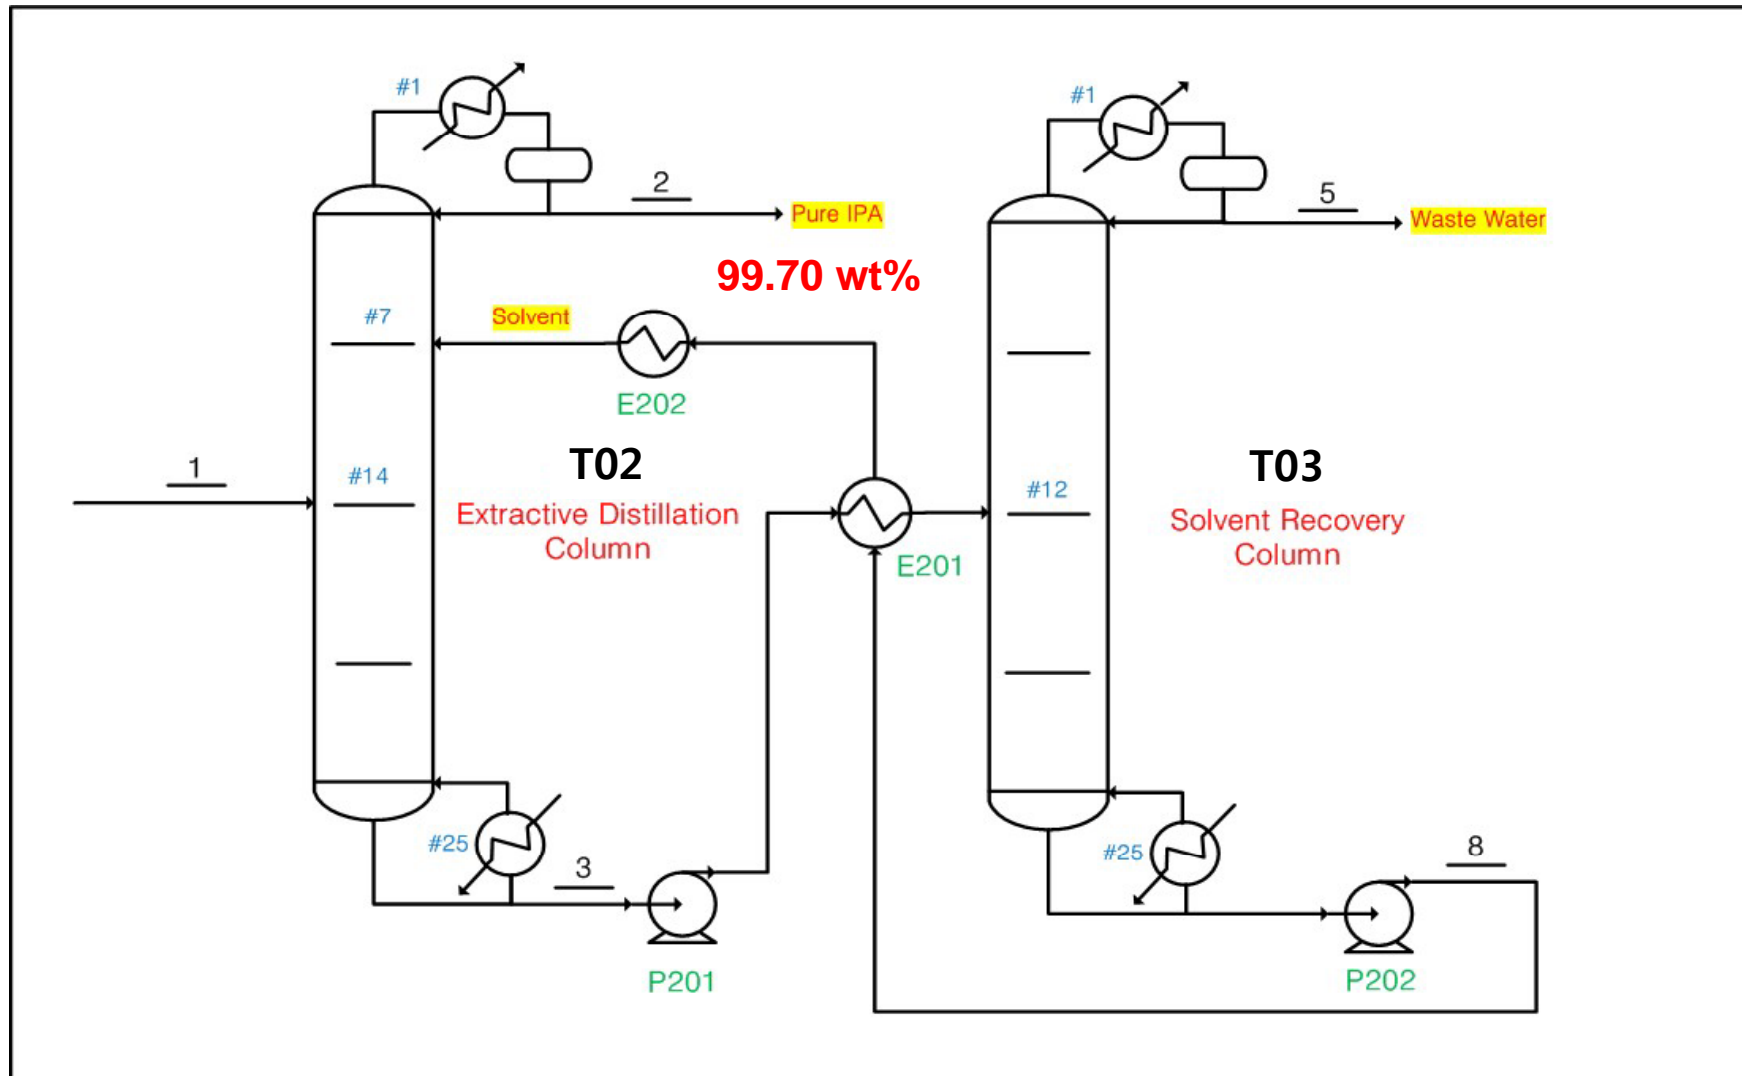 #1
#1
2
Pure IPA
5
Waste Water
99.70 wt%
#7
Solvent
E202
1
#14
T02
Extractive Distillation
Column
E201
#12
T03
Solvent Recovery
Column
#25
3
P201
#25
8
P202